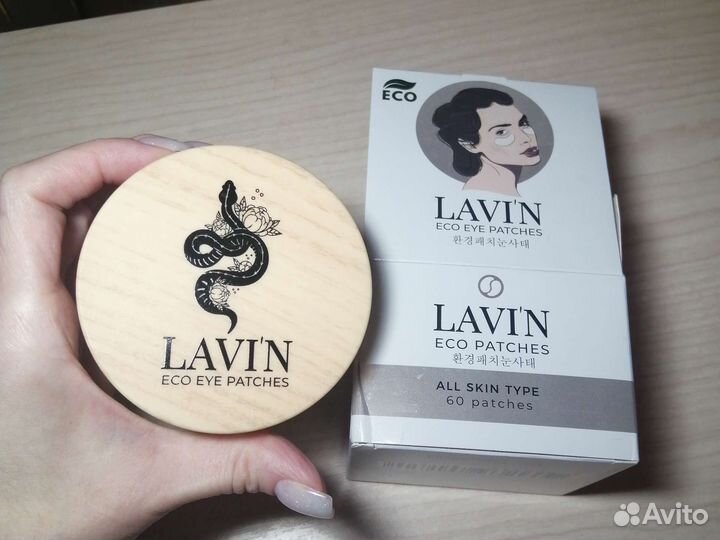 LAVI'N
ECO EYE PATCHES
ECO
LAVI'N
ECO EYE PATCHES
환경패치눈사태
LAVI'N
ECO PATCHES
환경패치눈사태
ALL SKIN TYPE
60 patches
Avito